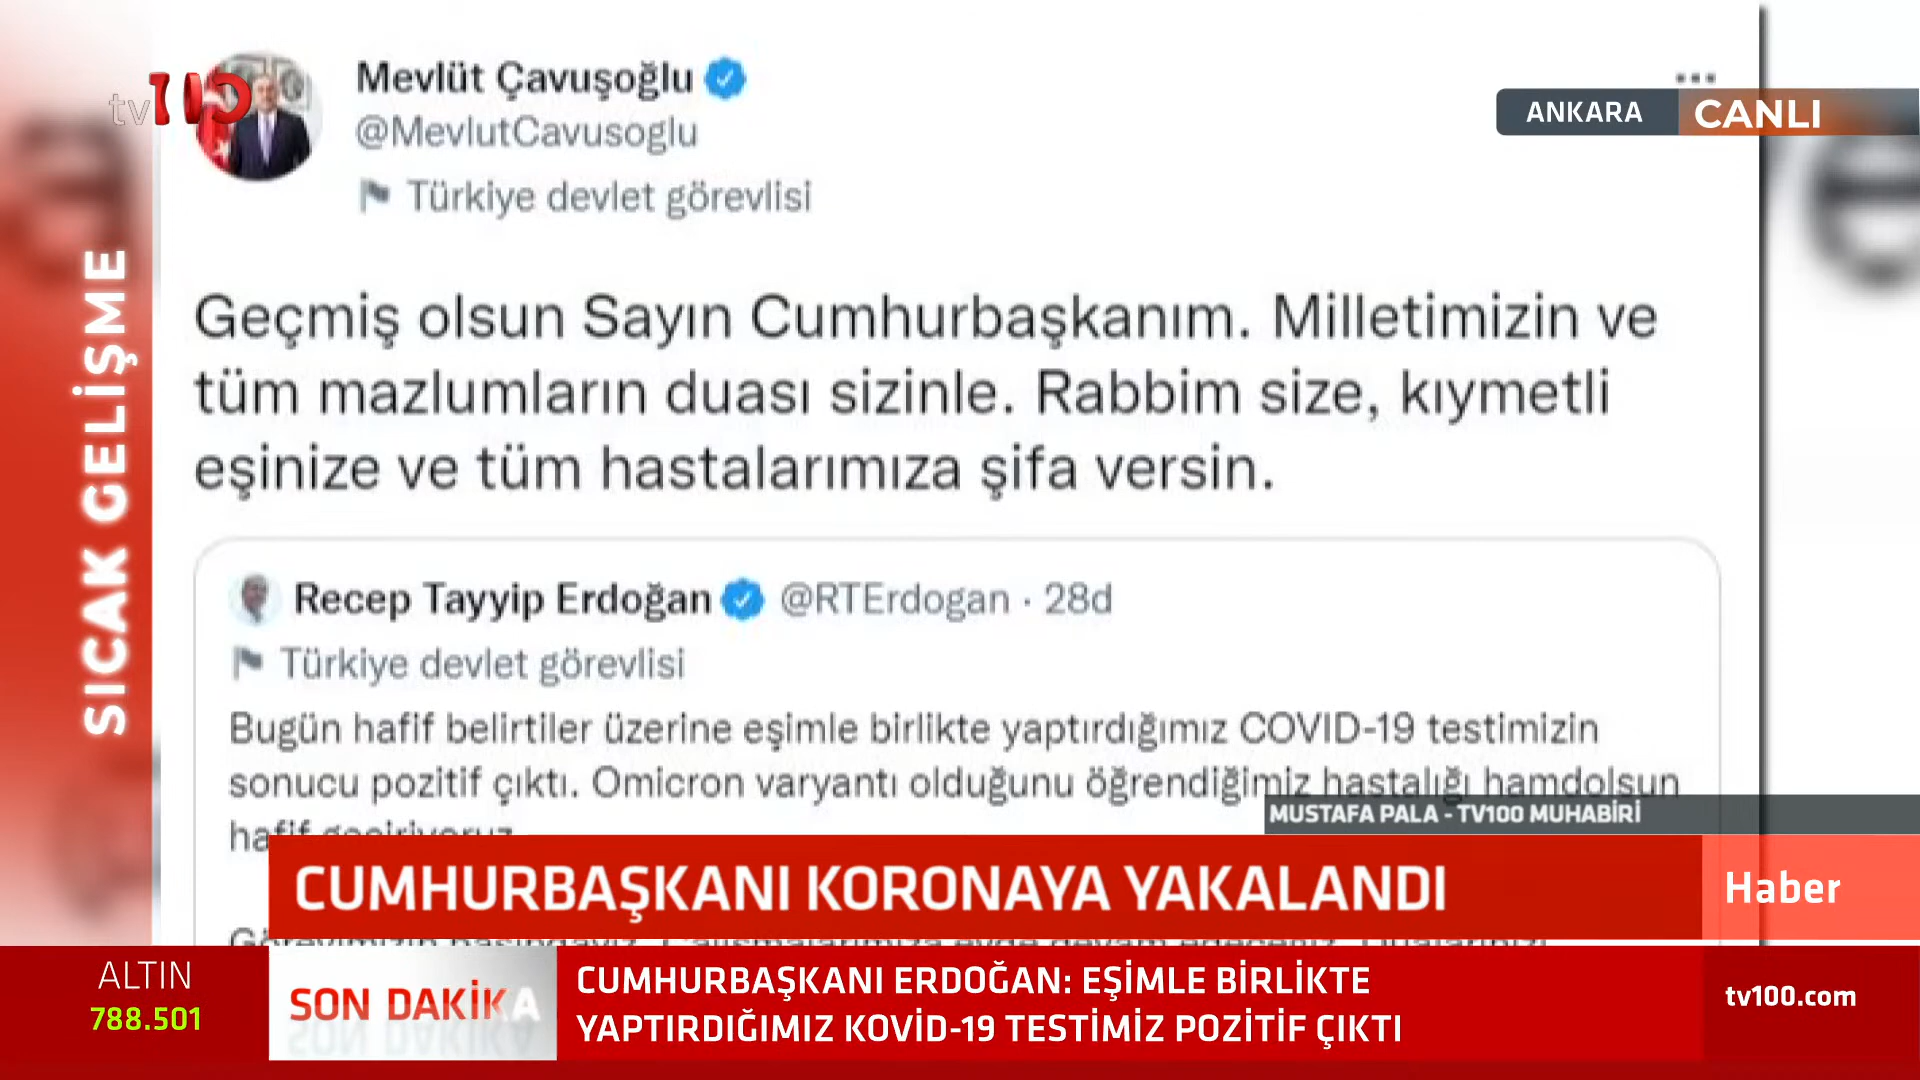 tv100
Mevlüt Çavuşoğlu
@MevlutCavusoglu
Türkiye devlet görevlisi
ANKARA
CANLI
SICAK GELİŞME
Geçmiş olsun Sayın Cumhurbaşkanım. Milletimizin ve
tüm mazlumların duası sizinle. Rabbim size, kıymetli
eşinize ve tüm hastalarımıza şifa versin.
Recep Tayyip Erdoğan @RTErdogan · 28d
Türkiye devlet görevlisi
Bugün hafif belirtiler üzerine eşimle birlikte yaptırdığımız COVID-19 testimizin
sonucu pozitif çıktı. Omicron varyantı olduğunu öğrendiğimiz hastalığı hamdolsun
hafif geçiriyoruz.
MUSTAFA PALA - TV100 MUHABİRİ
CUMHURBAŞKANI KORONAYA YAKALANDI
Haber
ALTIN
788.501
SON DAKİKA
CUMHURBAŞKANI ERDOĞAN: EŞİMLE BİRLİKTE
YAPTIRDIĞIMIZ KOVİD-19 TESTİMİZ POZİTİF ÇIKTI
tv100.com